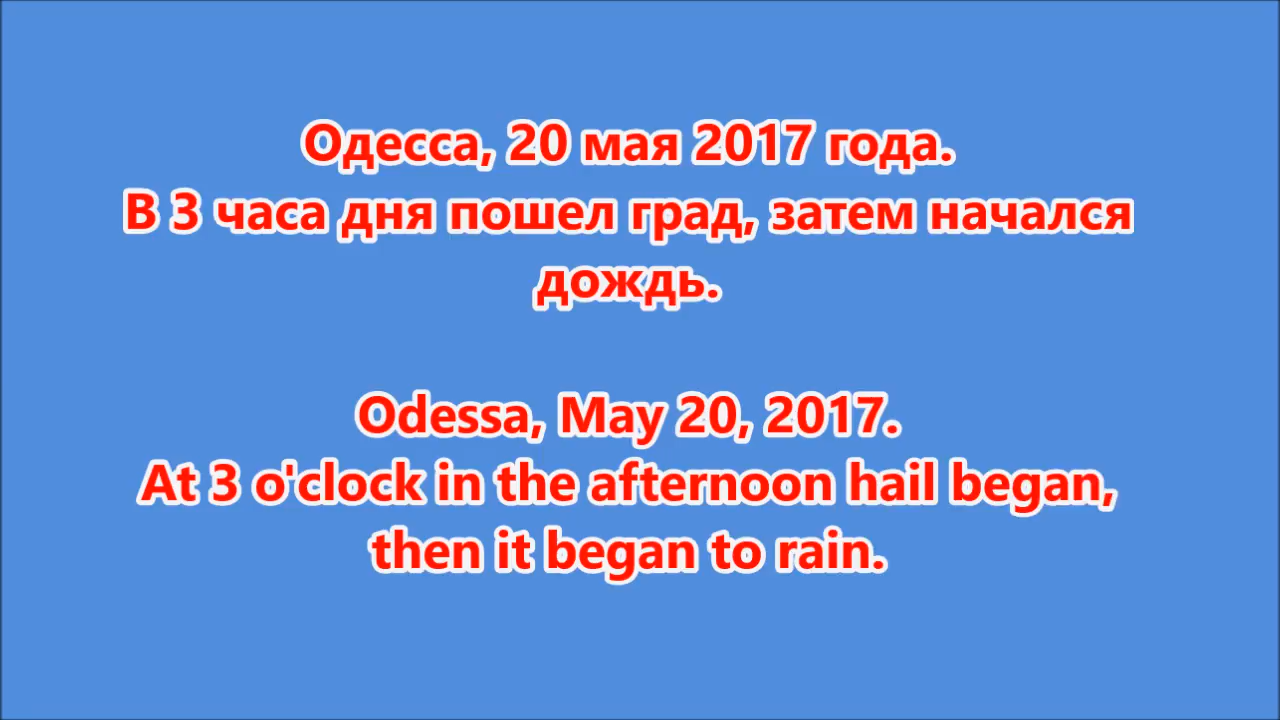 Одесса, 20 мая 2017 года.
В 3 часа дня пошел град, затем начался
дождь.
Odessa, May 20, 2017.
At 3 o'clock in the afternoon hail began,
then it began to rain.